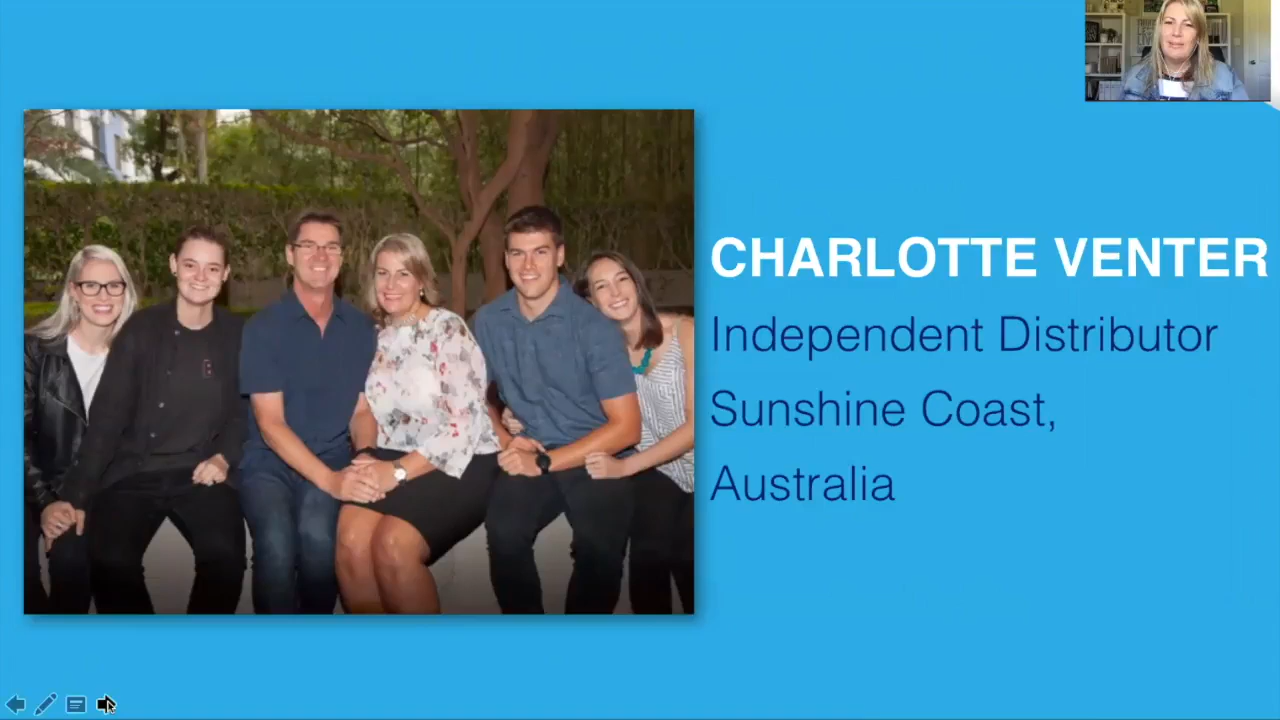 CHARLOTTE VENTER
Independent Distributor
Sunshine Coast,
Australia